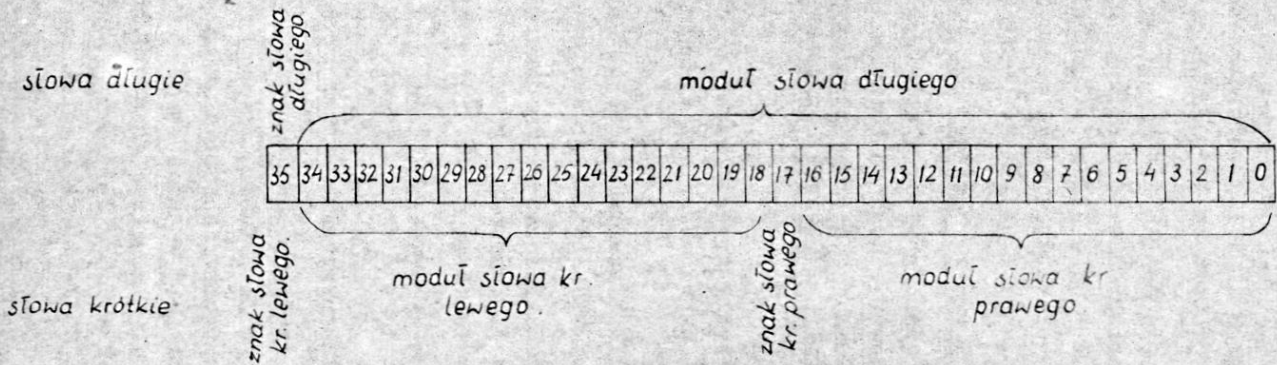 słowa długie
znak słowa
długiego
moduł słowa długiego
35 34 33 32 31 30 29 28 27 26 25 24 23 22 21 20 19 18 17 16 15 14 13 12 11 10 9 8 7 6 5 4 3 2 1 0
słowa krótkie
znak słowa
kr. lewego.
moduł słowa kr.
lewego.
znak słowa
kr. prawego
moduł słowa kr
prawego